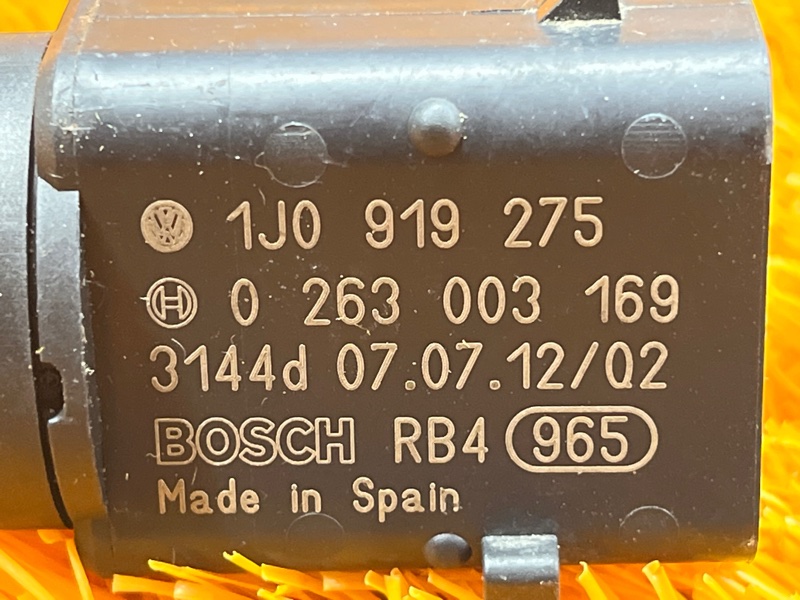 1J0 919 275
0 263 003 169
3144d 07.07.12/02
BOSCH RB4 965
Made in Spain